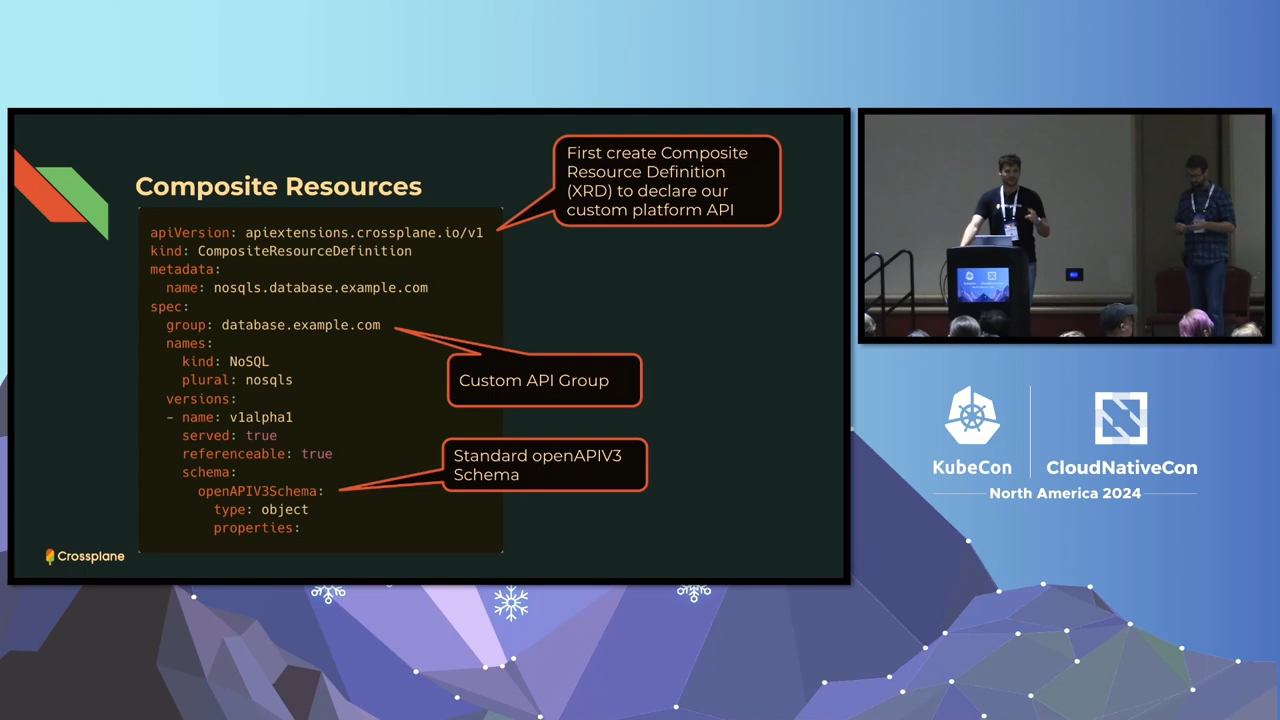 Composite Resources
First create Composite
Resource Definition
(XRD) to declare our
custom platform API
apiVersion: apiextensions.crossplane.io/v1
kind: CompositeResourceDefinition
metadata:
  name: nosqls.database.example.com
spec:
  group: database.example.com
  names:
    kind: NoSQL
    plural: nosqls
  versions:
  - name: v1alpha1
    served: true
    referenceable: true
    schema:
      openAPIV3Schema:
        type: object
        properties:
Custom API Group
Standard openAPIV3
Schema
Crossplane
KubeCon
CloudNativeCon
North America 2024